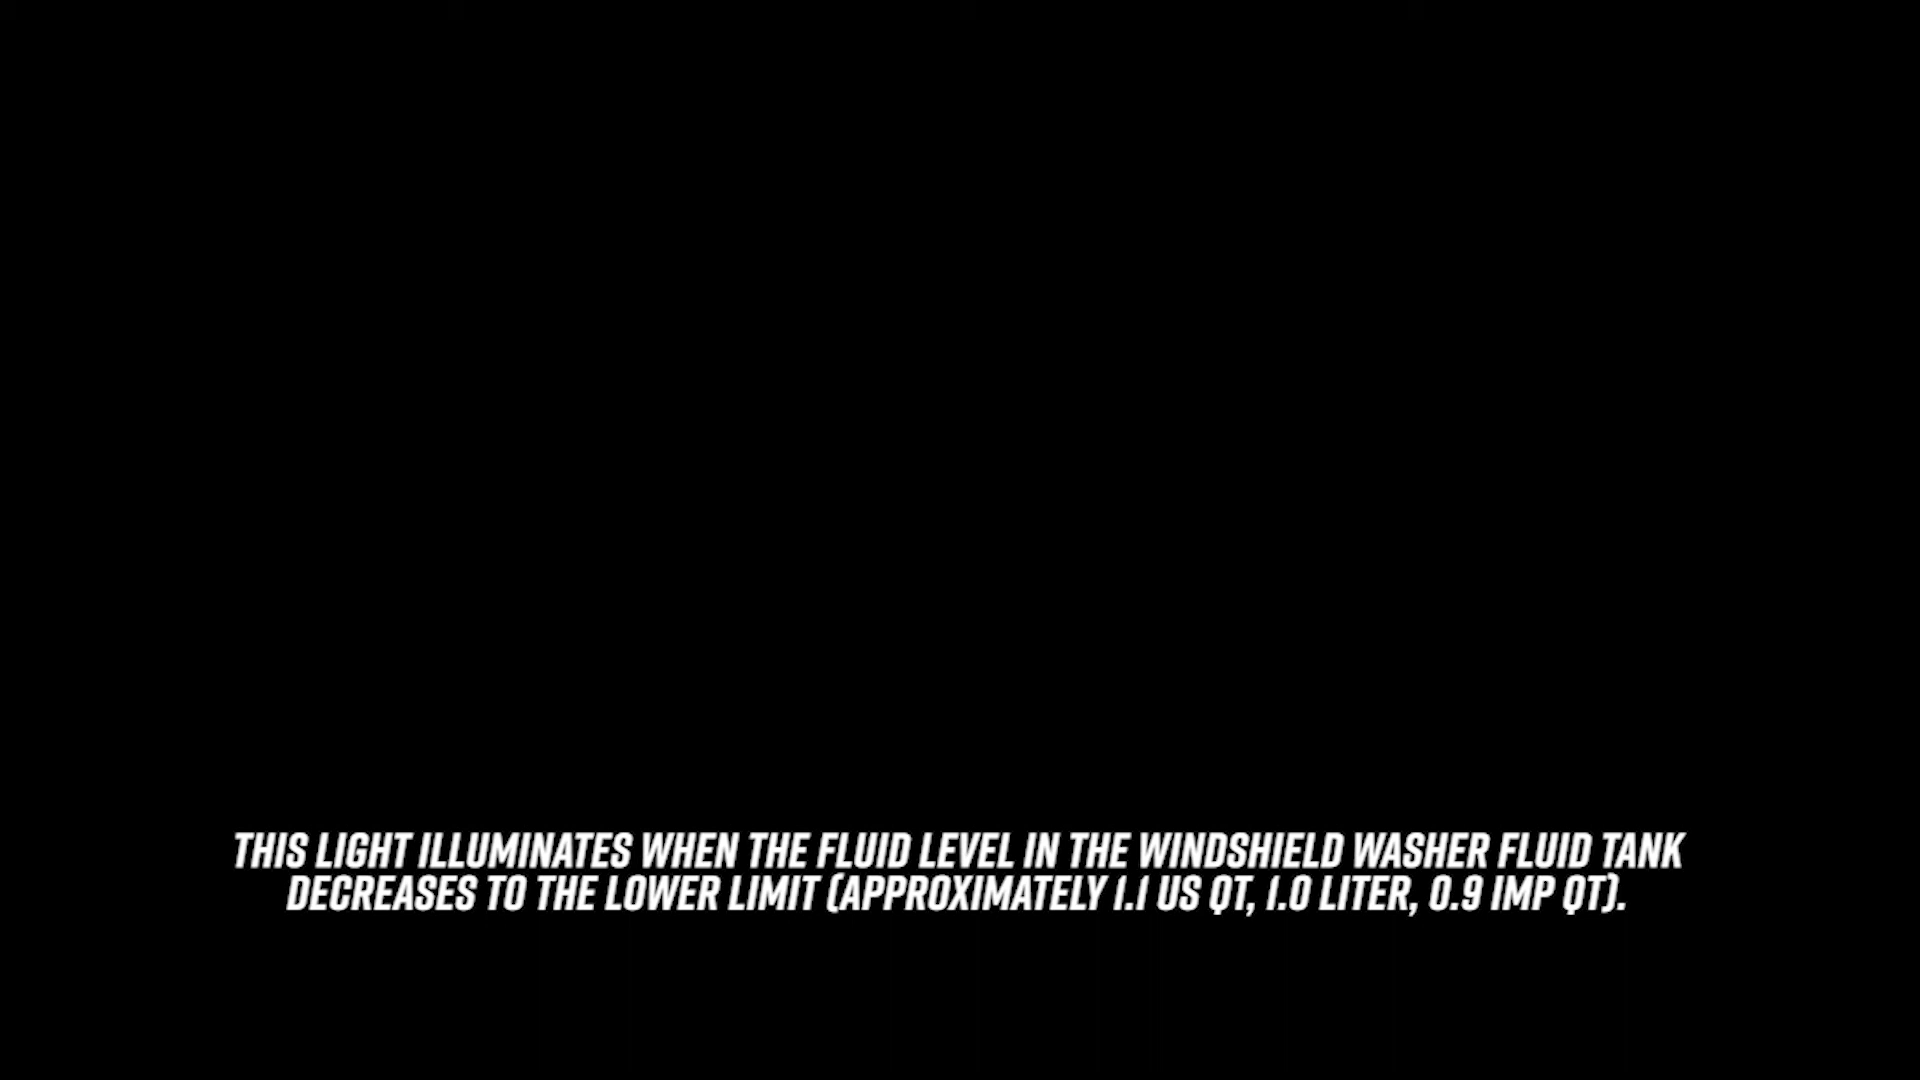 THIS LIGHT ILLUMINATES WHEN THE FLUID LEVEL IN THE WINDSHIELD WASHER FLUID TANK
DECREASES TO THE LOWER LIMIT (APPROXIMATELY 1.1 US QT, 1.0 LITER, 0.9 IMP QT).